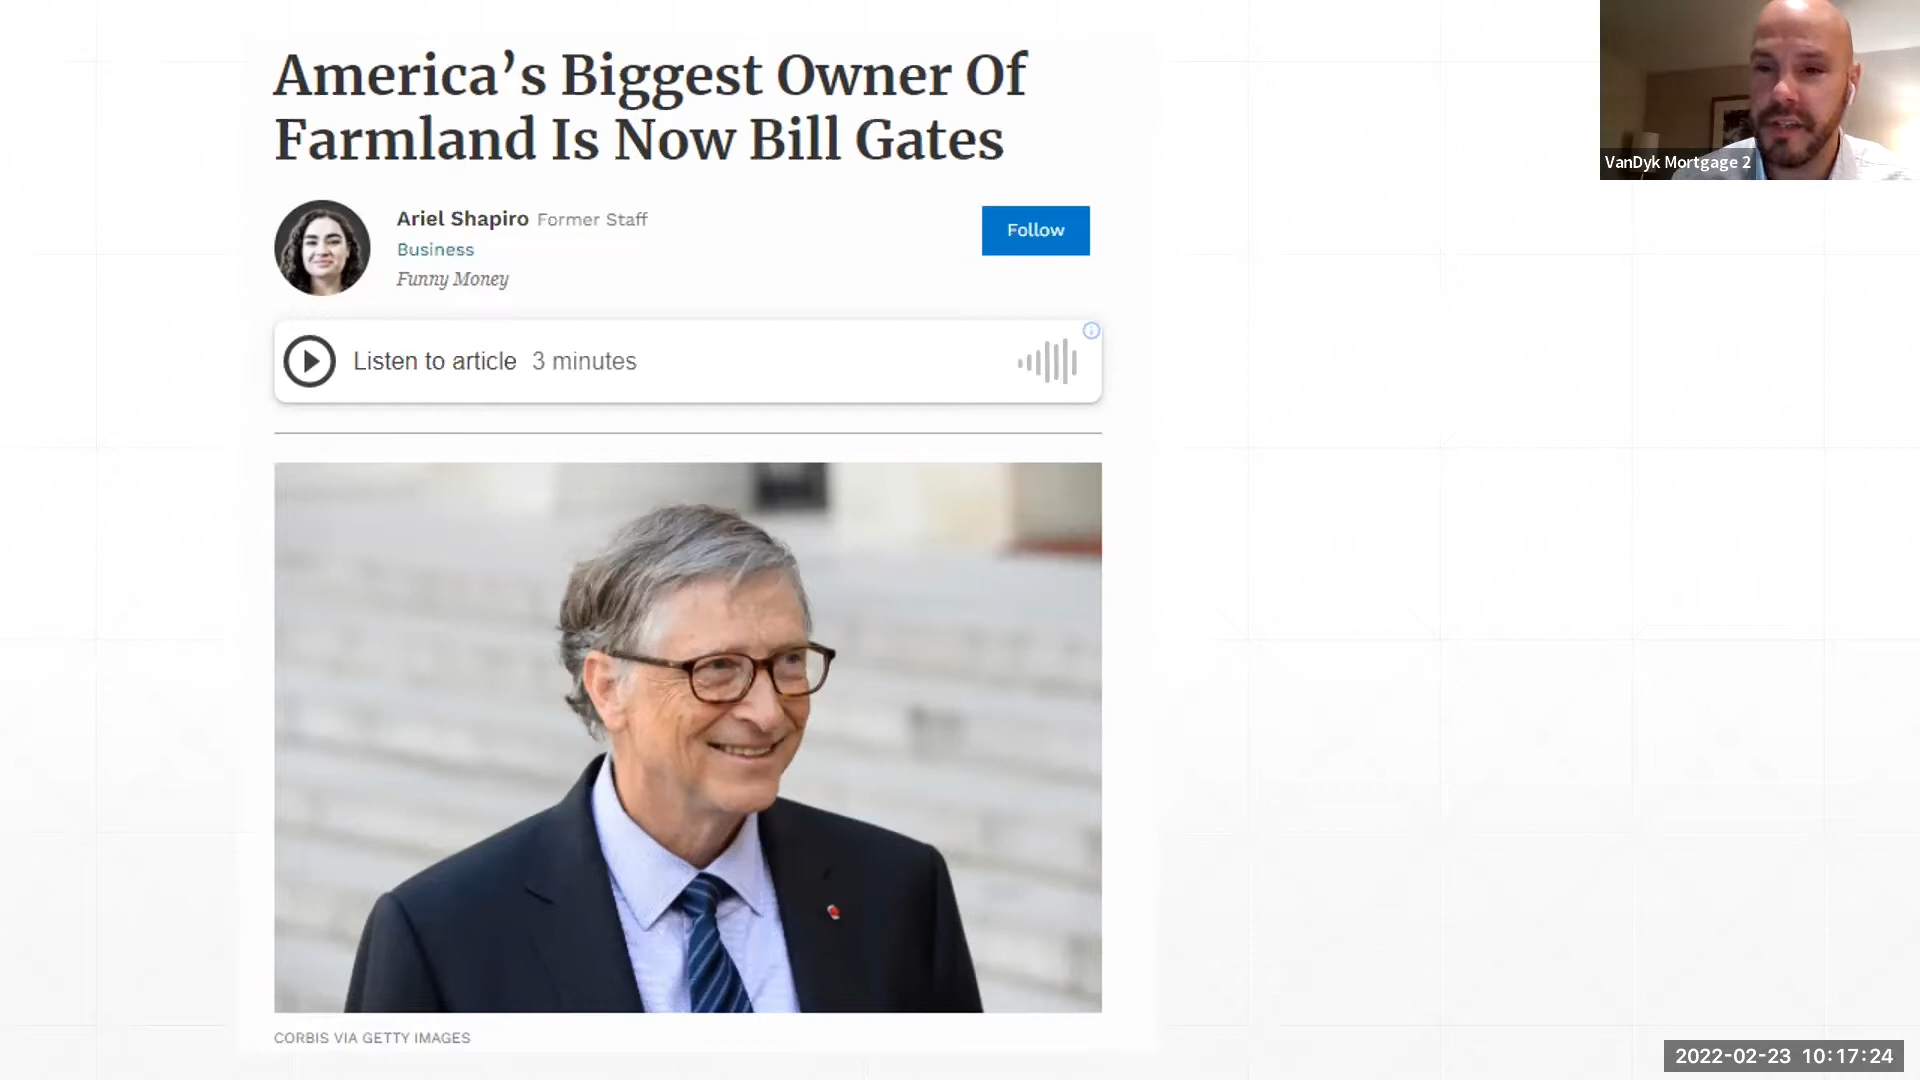 America’s Biggest Owner Of
Farmland Is Now Bill Gates
Ariel Shapiro Former Staff
Business
Funny Money
Follow
Listen to article 3 minutes
CORBIS VIA GETTY IMAGES
VanDyk Mortgage 2
2022-02-23 10:17:24